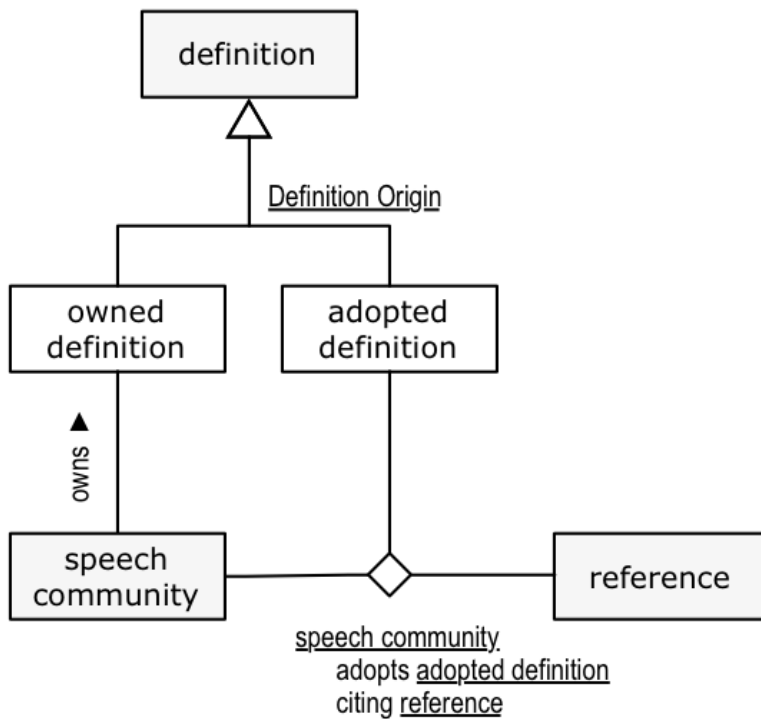 definition
Definition Origin
owned
definition
adopted
definition
owns ▲
speech
community
reference
speech community
adopts adopted definition
citing reference